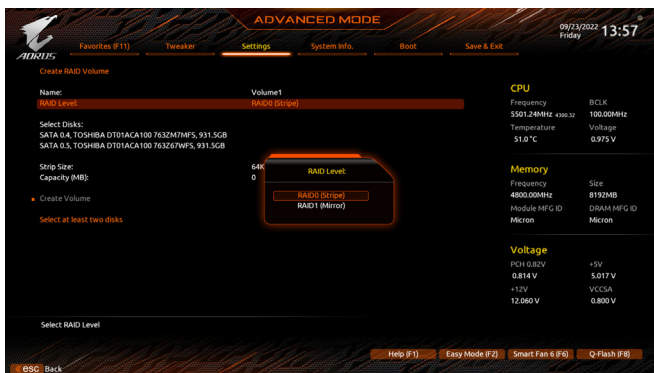 ADVANCED MODE
09/23/2022 Friday 13:57
AORUS
Favorites (F11) Tweaker Settings System Info. Boot Save & Exit
Create RAID Volume
Name: Volume1
RAID Level: RAID0 (Stripe)
Select Disks:
SATA 0.4, TOSHIBA DT01ACA100 763ZM7MFS, 931.5GB
SATA 0.5, TOSHIBA DT01ACA100 763Z67WFS, 931.5GB
Strip Size: 64K
Capacity (MB): 0
Create Volume
Select at least two disks
RAID Level:
RAID0 (Stripe)
RAID1 (Mirror)
CPU
Frequency BCLK
5501.24MHz 4300.52 100.00MHz
Temperature Voltage
51.0 °C 0.975 V
Memory
Frequency Size
4800.00MHz 8192MB
Module MFG ID DRAM MFG ID
Micron Micron
Voltage
PCH 0.82V +5V
0.814 V 5.017 V
+12V VCCSA
12.060 V 0.800 V
Select RAID Level
Help (F1) Easy Mode (F2) Smart Fan 6 (F6) Q-Flash (F8)
esc Back